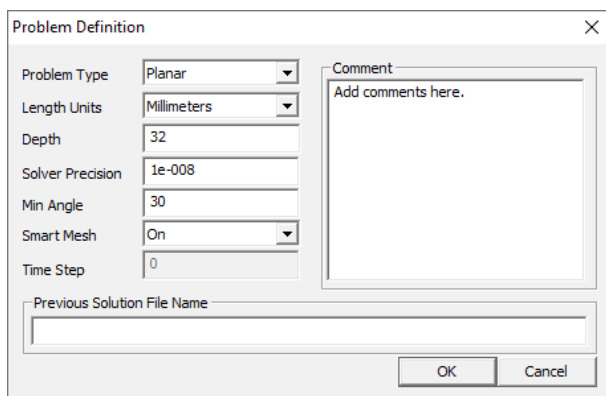 Problem Definition
Problem Type Planar
Length Units Millimeters
Depth 32
Solver Precision 1e-008
Min Angle 30
Smart Mesh On
Time Step 0
Comment
Add comments here.
Previous Solution File Name
OK Cancel